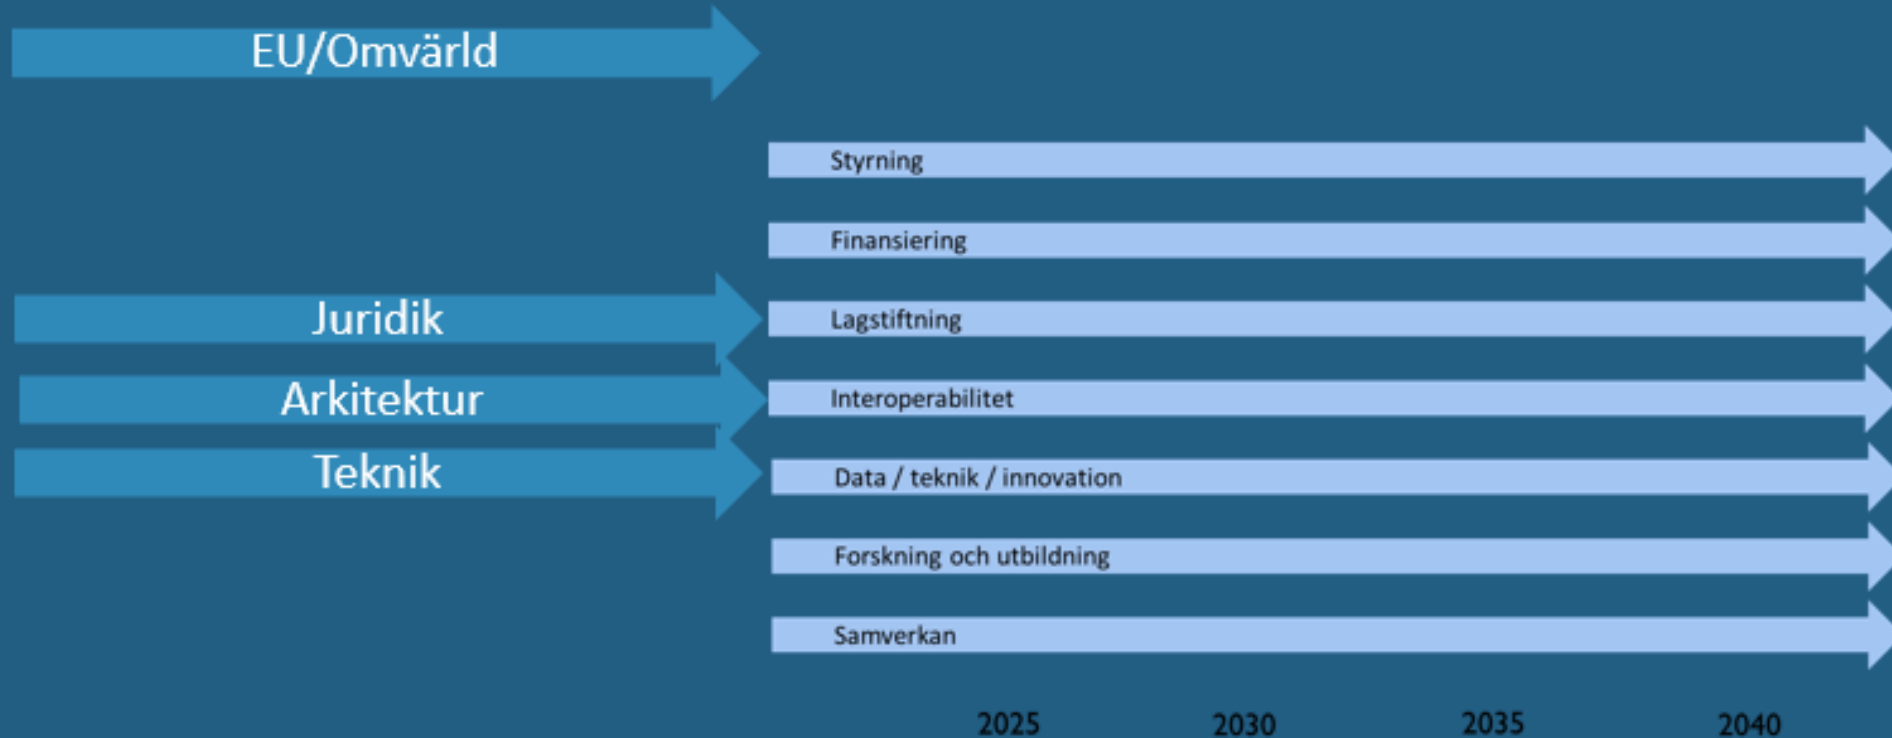 EU/Omvärld
Styrning
Finansiering
Juridik
Lagstiftning
Arkitektur
Interoperabilitet
Teknik
Data / teknik / innovation
Forskning och utbildning
Samverkan
2025
2030
2035
2040